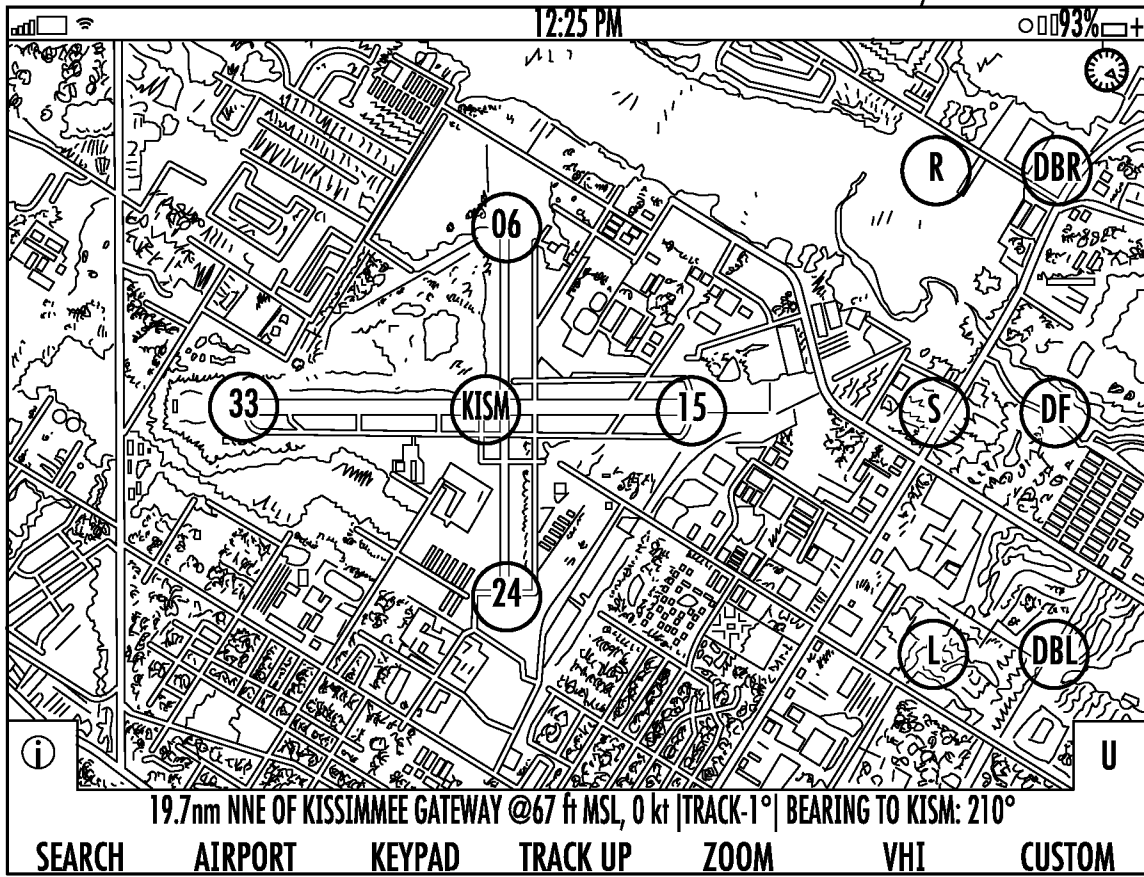 12:25 PM
93%
R DBR
06
33 KISM 15 S DF
24
L DBL
i U
19.7nm NNE OF KISSIMMEE GATEWAY @67 ft MSL, 0 kt |TRACK-1°| BEARING TO KISM: 210°
SEARCH AIRPORT KEYPAD TRACK UP ZOOM VHI CUSTOM